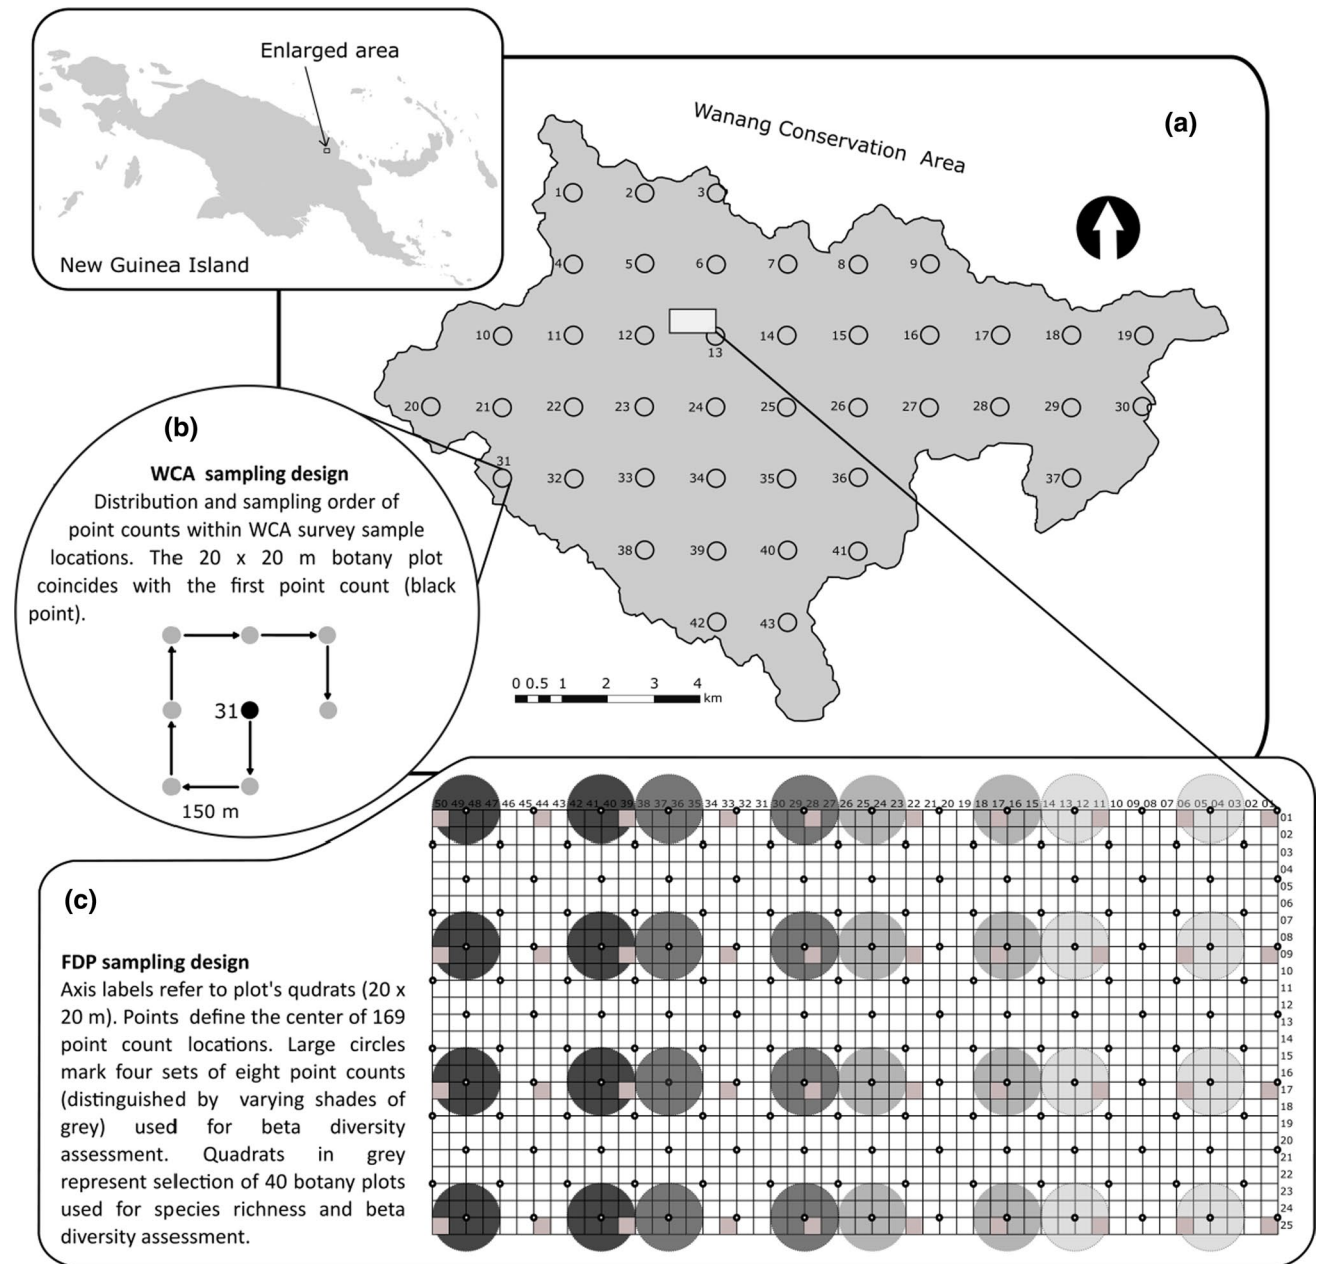 Enlarged area
New Guinea Island
(a)
Wanang Conservation Area
1 2 3
4 5 6 7 8 9
10 11 12 13 14 15 16 17 18 19
20 21 22 23 24 25 26 27 28 29 30
31 32 33 34 35 36 37
38 39 40 41
42 43
0 0.5 1 2 3 4
km
(b)
WCA sampling design
Distribution and sampling order of
point counts within WCA survey sample
locations. The 20 x 20 m botany plot
coincides with the first point count (black
point).
31
150 m
(c)
FDP sampling design
Axis labels refer to plot's qudrats (20 x
20 m). Points define the center of 169
point count locations. Large circles
mark four sets of eight point counts
(distinguished by varying shades of
grey) used for beta diversity
assessment. Quadrats in grey
represent selection of 40 botany plots
used for species richness and beta
diversity assessment.
50 49 48 47 46 45 44 43 42 41 40 39 38 37 36 35 34 33 32 31 30 29 28 27 26 25 24 23 22 21 20 19 18 17 16 15 14 13 12 11 10 09 08 07 06 05 04 03 02 01
01
02
03
04
05
06
07
08
09
10
11
12
13
14
15
16
17
18
19
20
21
22
23
24
25